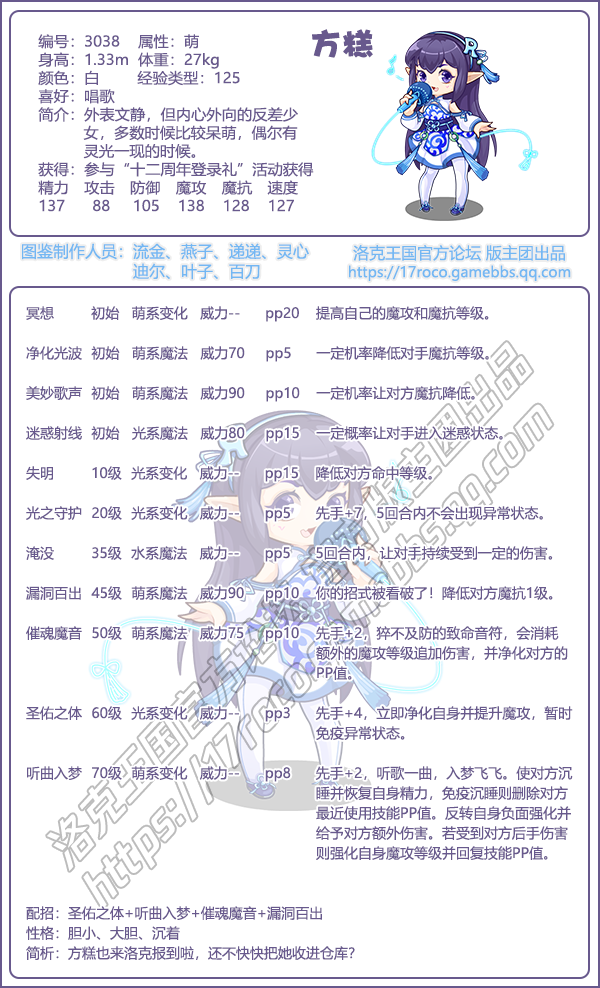 方糕
编号：3038 属性：萌
身高：1.33m 体重：27kg
颜色：白 经验类型：125
喜好：唱歌
简介：外表文静，但内心外向的反差少
女，多数时候比较呆萌，偶尔有
灵光一现的时候。
获得：参与“十二周年登录礼”活动获得
精力 攻击 防御 魔攻 魔抗 速度
137 88 105 138 128 127
R
图鉴制作人员：流金、燕子、递递、灵心
迪尔、叶子、百刀
洛克王国官方论坛 版主团出品
https://17roco.gamebbs.qq.com
冥想 初始 萌系变化 威力-- pp20 提高自己的魔攻和魔抗等级。
净化光波 初始 萌系魔法 威力70 pp5 一定机率降低对手魔抗等级。
美妙歌声 初始 萌系魔法 威力90 pp10 一定机率让对方魔抗降低。
迷惑射线 初始 光系魔法 威力80 pp15 一定概率让对手进入迷惑状态。
失明 10级 光系变化 威力-- pp15 降低对方命中等级。
光之守护 20级 光系变化 威力-- pp5 先手+7，5回合内不会出现异常状态。
淹没 35级 水系魔法 威力-- pp5 5回合内，让对手持续受到一定的伤害。
漏洞百出 45级 萌系魔法 威力90 pp10 你的招式被看破了！降低对方魔抗1级。
催魂魔音 50级 萌系魔法 威力75 pp10 先手+2，猝不及防的致命音符，会消耗
额外的魔攻等级追加伤害，并净化对方的
PP值。
圣佑之体 60级 光系变化 威力-- pp3 先手+4，立即净化自身并提升魔攻，暂时
免疫异常状态。
听曲入梦 70级 萌系变化 威力-- pp8 先手+2，听歌一曲，入梦飞飞。使对方沉
睡并恢复自身精力，免疫沉睡则删除对方
最近使用技能PP值。反转自身负面强化并
给予对方额外伤害。若受到对方后手伤害
则强化自身魔攻等级并回复技能PP值。
洛克王国官方论坛 版主团出品
https://17roco.gamebbs.qq.com
配招：圣佑之体+听曲入梦+催魂魔音+漏洞百出
性格：胆小、大胆、沉着
简析：方糕也来洛克报到啦，还不快快把她收进仓库？